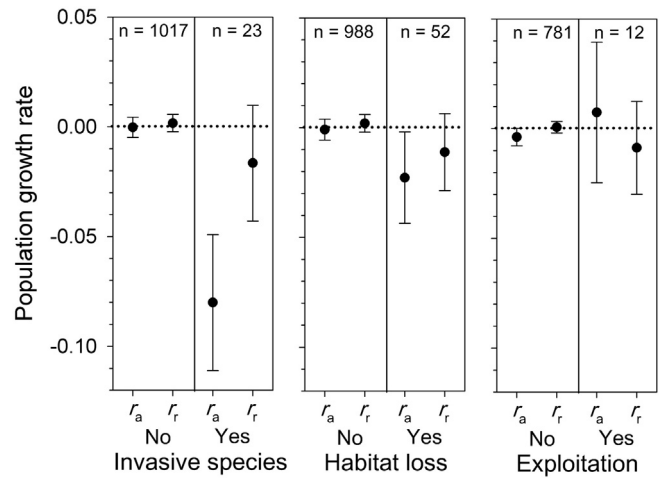 Population growth rate
0.05
0.00
-0.05
-0.10
n = 1017 n = 23
n = 988 n = 52
n = 781 n = 12
ra rr ra rr
No Yes
Invasive species
ra rr ra rr
No Yes
Habitat loss
ra rr ra rr
No Yes
Exploitation